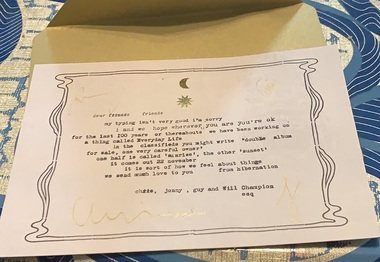 dear friends    friends
my typing isn't very good i'm sorry
i and we hope wherever you are you're ok
for the last 100 years or thereabouts we have been working on
a thing called Everyday Life
in the classifieds you might write 'double album
for sale, one very careful owner'
one half is called 'sunrise', the other 'sunset'
it comes out 22 november
it is sort of how we feel about things
we send much love to you    from hibernation
chris, jonny, guy and Will Champion
esq